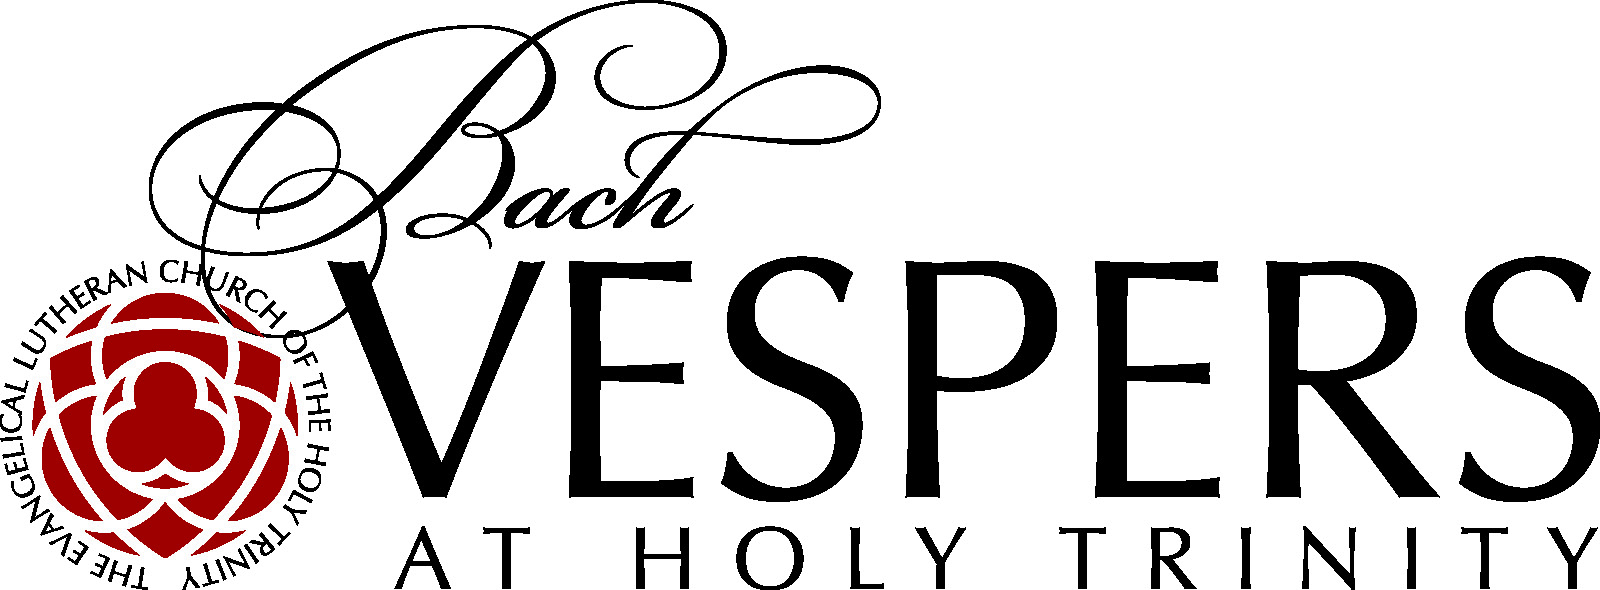 Bach
VESPERS
AT HOLY TRINITY
THE EVANGELICAL LUTHERAN CHURCH OF THE HOLY TRINITY